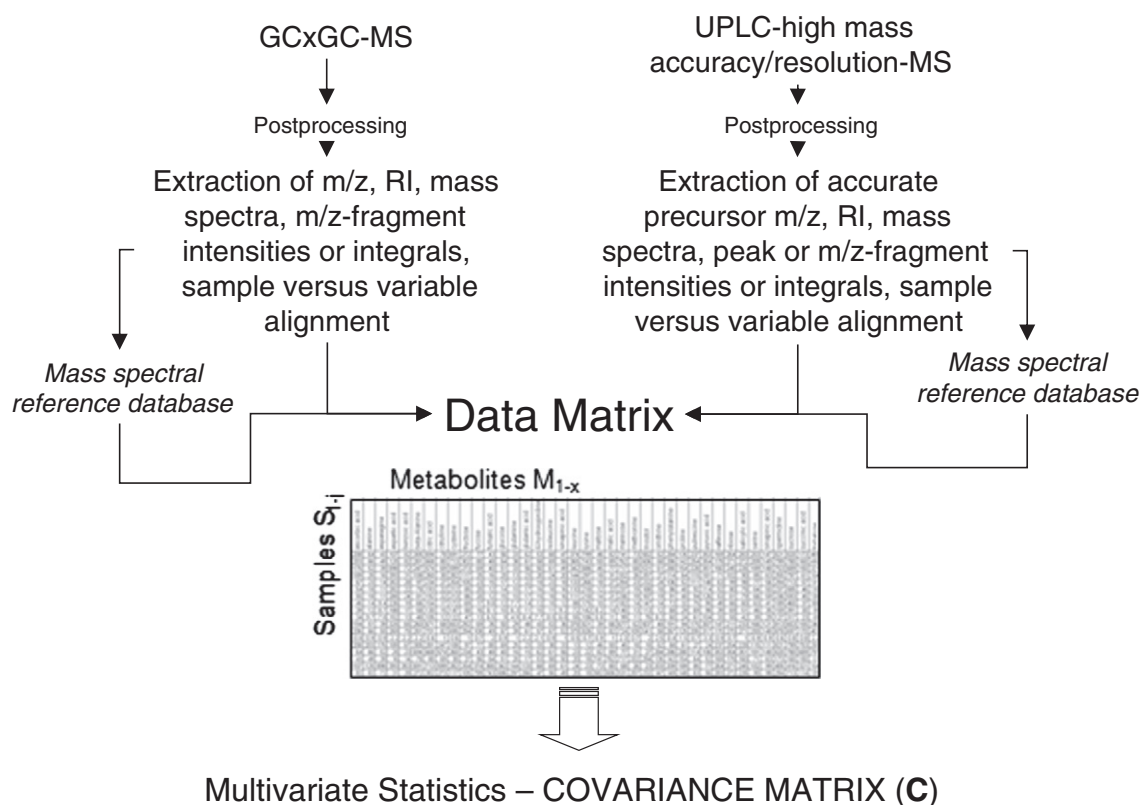 GCxGC-MS
Postprocessing
Extraction of m/z, RI, mass
spectra, m/z-fragment
intensities or integrals,
sample versus variable
alignment
Mass spectral
reference database
UPLC-high mass
accuracy/resolution-MS
Postprocessing
Extraction of accurate
precursor m/z, RI, mass
spectra, peak or m/z-fragment
intensities or integrals, sample
versus variable alignment
Mass spectral
reference database
Data Matrix
Metabolites M1-x
Samples S1-i
Multivariate Statistics – COVARIANCE MATRIX (C)